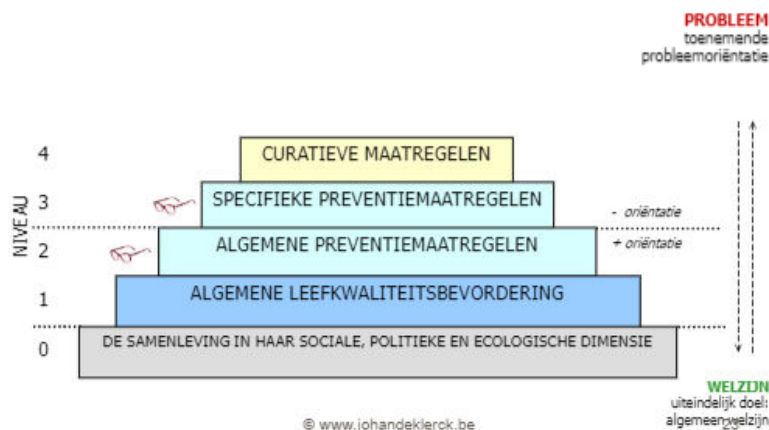 PROBLEEM
toenemende
probleemoriëntatie
4
CURATIEVE MAATREGELEN
3
SPECIFIEKE PREVENTIEMAATREGELEN
- oriëntatie
NIVEAU
2
ALGEMENE PREVENTIEMAATREGELEN
+ oriëntatie
1
ALGEMENE LEEFKWALITEITSBEVORDERING
0
DE SAMENLEVING IN HAAR SOCIALE, POLITIEKE EN ECOLOGISCHE DIMENSIE
WELZIJN
uiteindelijk doel:
algemeen welzijn
© www.johandeklerck.be